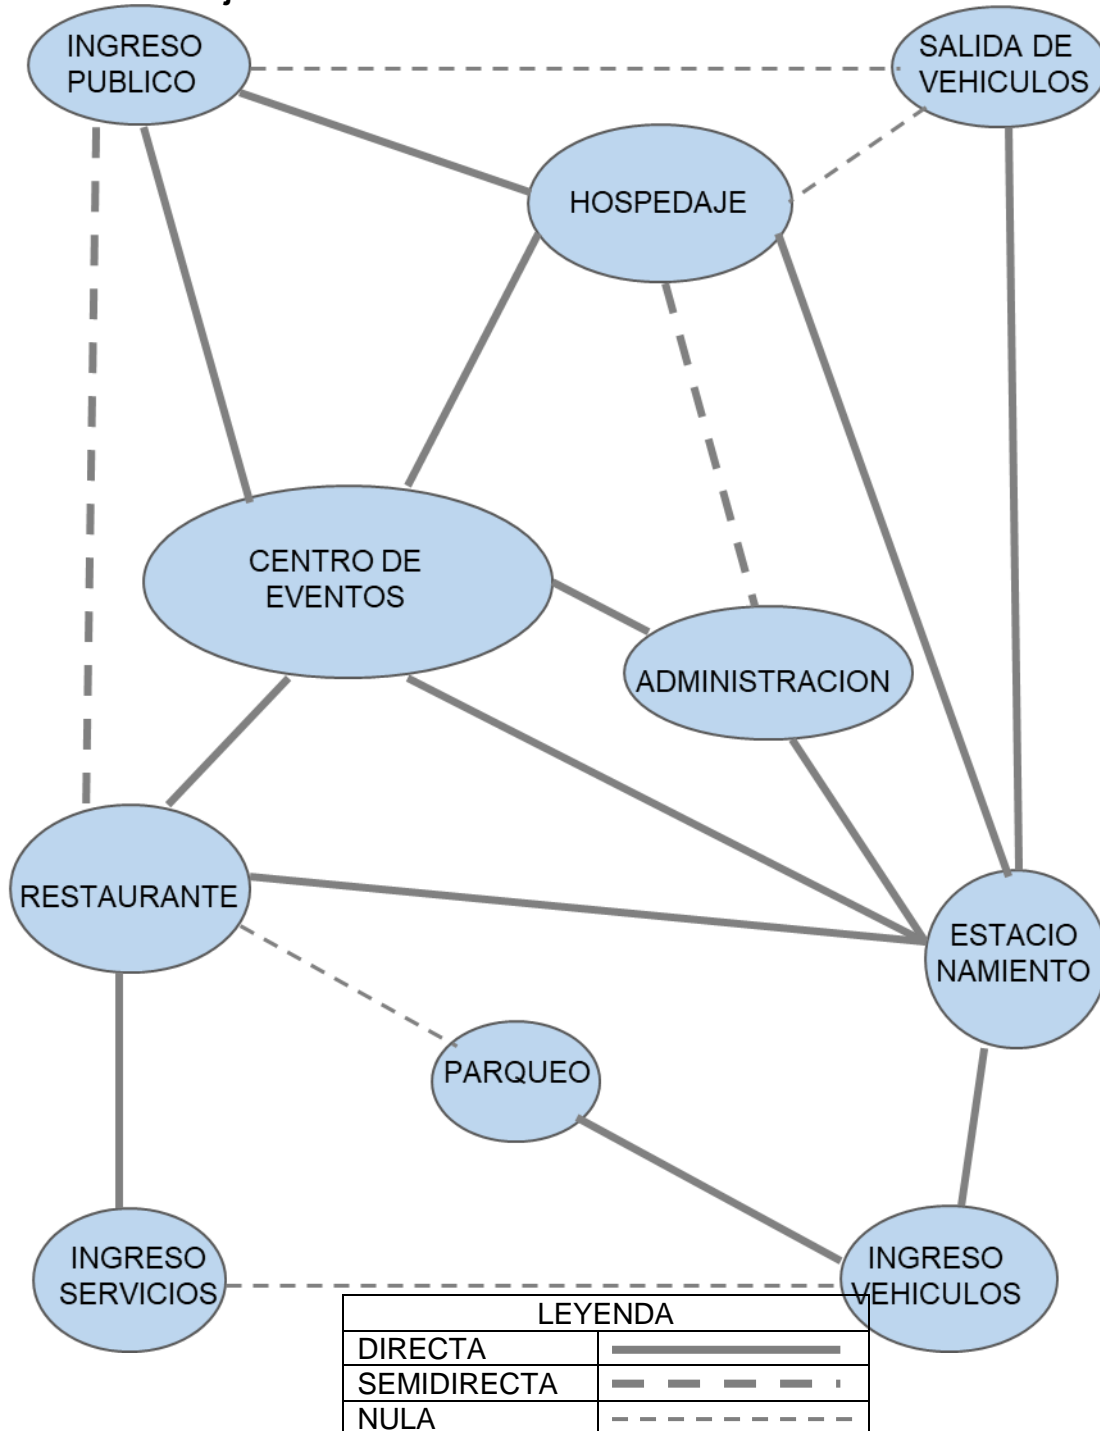 INGRESO
PUBLICO
SALIDA DE
VEHICULOS
HOSPEDAJE
CENTRO DE
EVENTOS
ADMINISTRACION
RESTAURANTE
ESTACIO
NAMIENTO
PARQUEO
INGRESO
SERVICIOS
INGRESO
VEHICULOS
LEYENDA
DIRECTA
SEMIDIRECTA
NULA